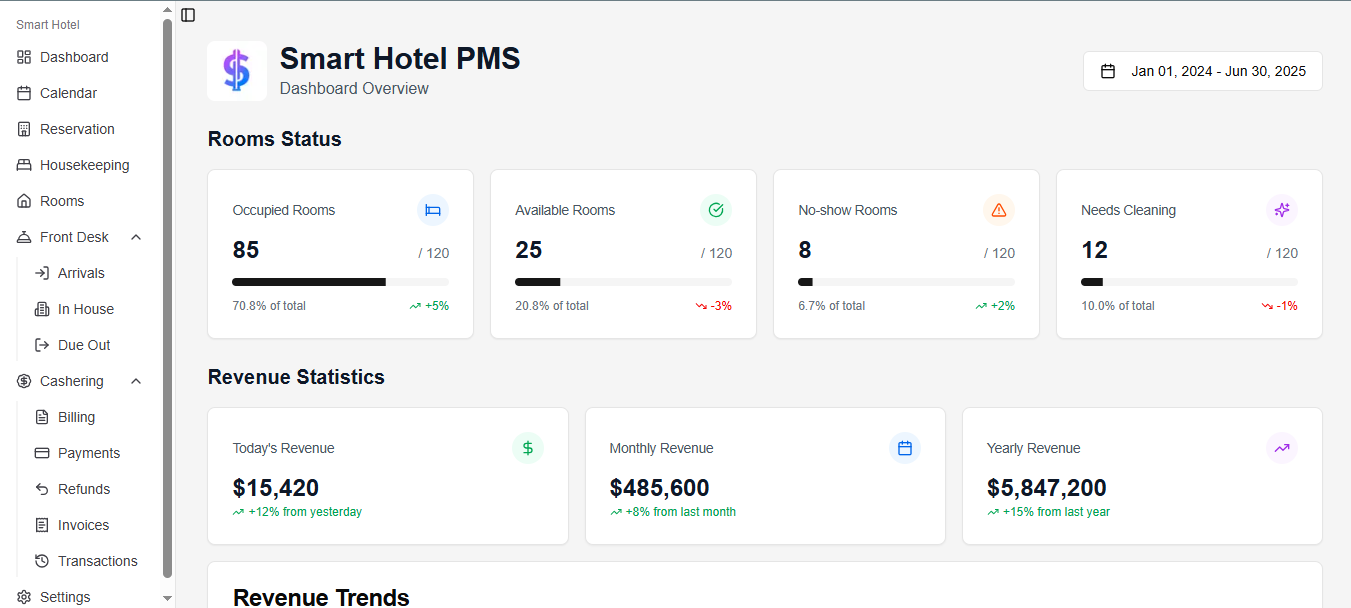 Smart Hotel
Dashboard
Calendar
Reservation
Housekeeping
Rooms
Front Desk
Arrivals
In House
Due Out
Cashering
Billing
Payments
Refunds
Invoices
Transactions
Settings
Smart Hotel PMS
Dashboard Overview
Jan 01, 2024 - Jun 30, 2025
Rooms Status
Occupied Rooms
85 / 120
70.8% of total +5%
Available Rooms
25 / 120
20.8% of total -3%
No-show Rooms
8 / 120
6.7% of total +2%
Needs Cleaning
12 / 120
10.0% of total -1%
Revenue Statistics
Today's Revenue
$15,420
+12% from yesterday
Monthly Revenue
$485,600
+8% from last month
Yearly Revenue
$5,847,200
+15% from last year
Revenue Trends